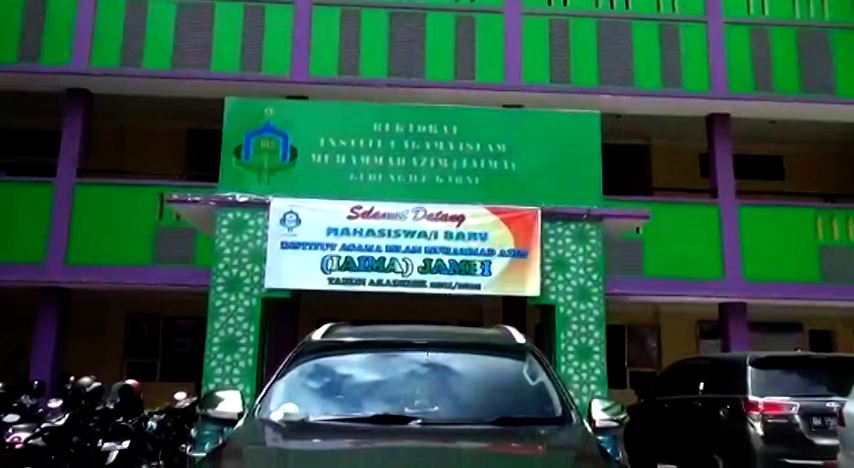 REKTORAT
INSTITUT AGAMA ISLAM
MUHAMMAD AZIM (IAIMA)
Selamat Datang
MAHASISWA/I BARU
INSTITUT AGAMA ISLAM MUHAMMAD AZIM
(IAIMA) JAMBI
TAHUN AKADEMIK